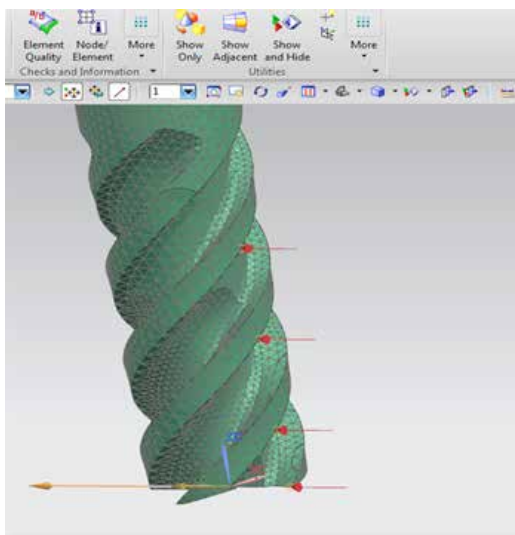 Element Node/ More Show Show Show More
Quality Element Only Adjacent and Hide
Checks and Information Utilities
1